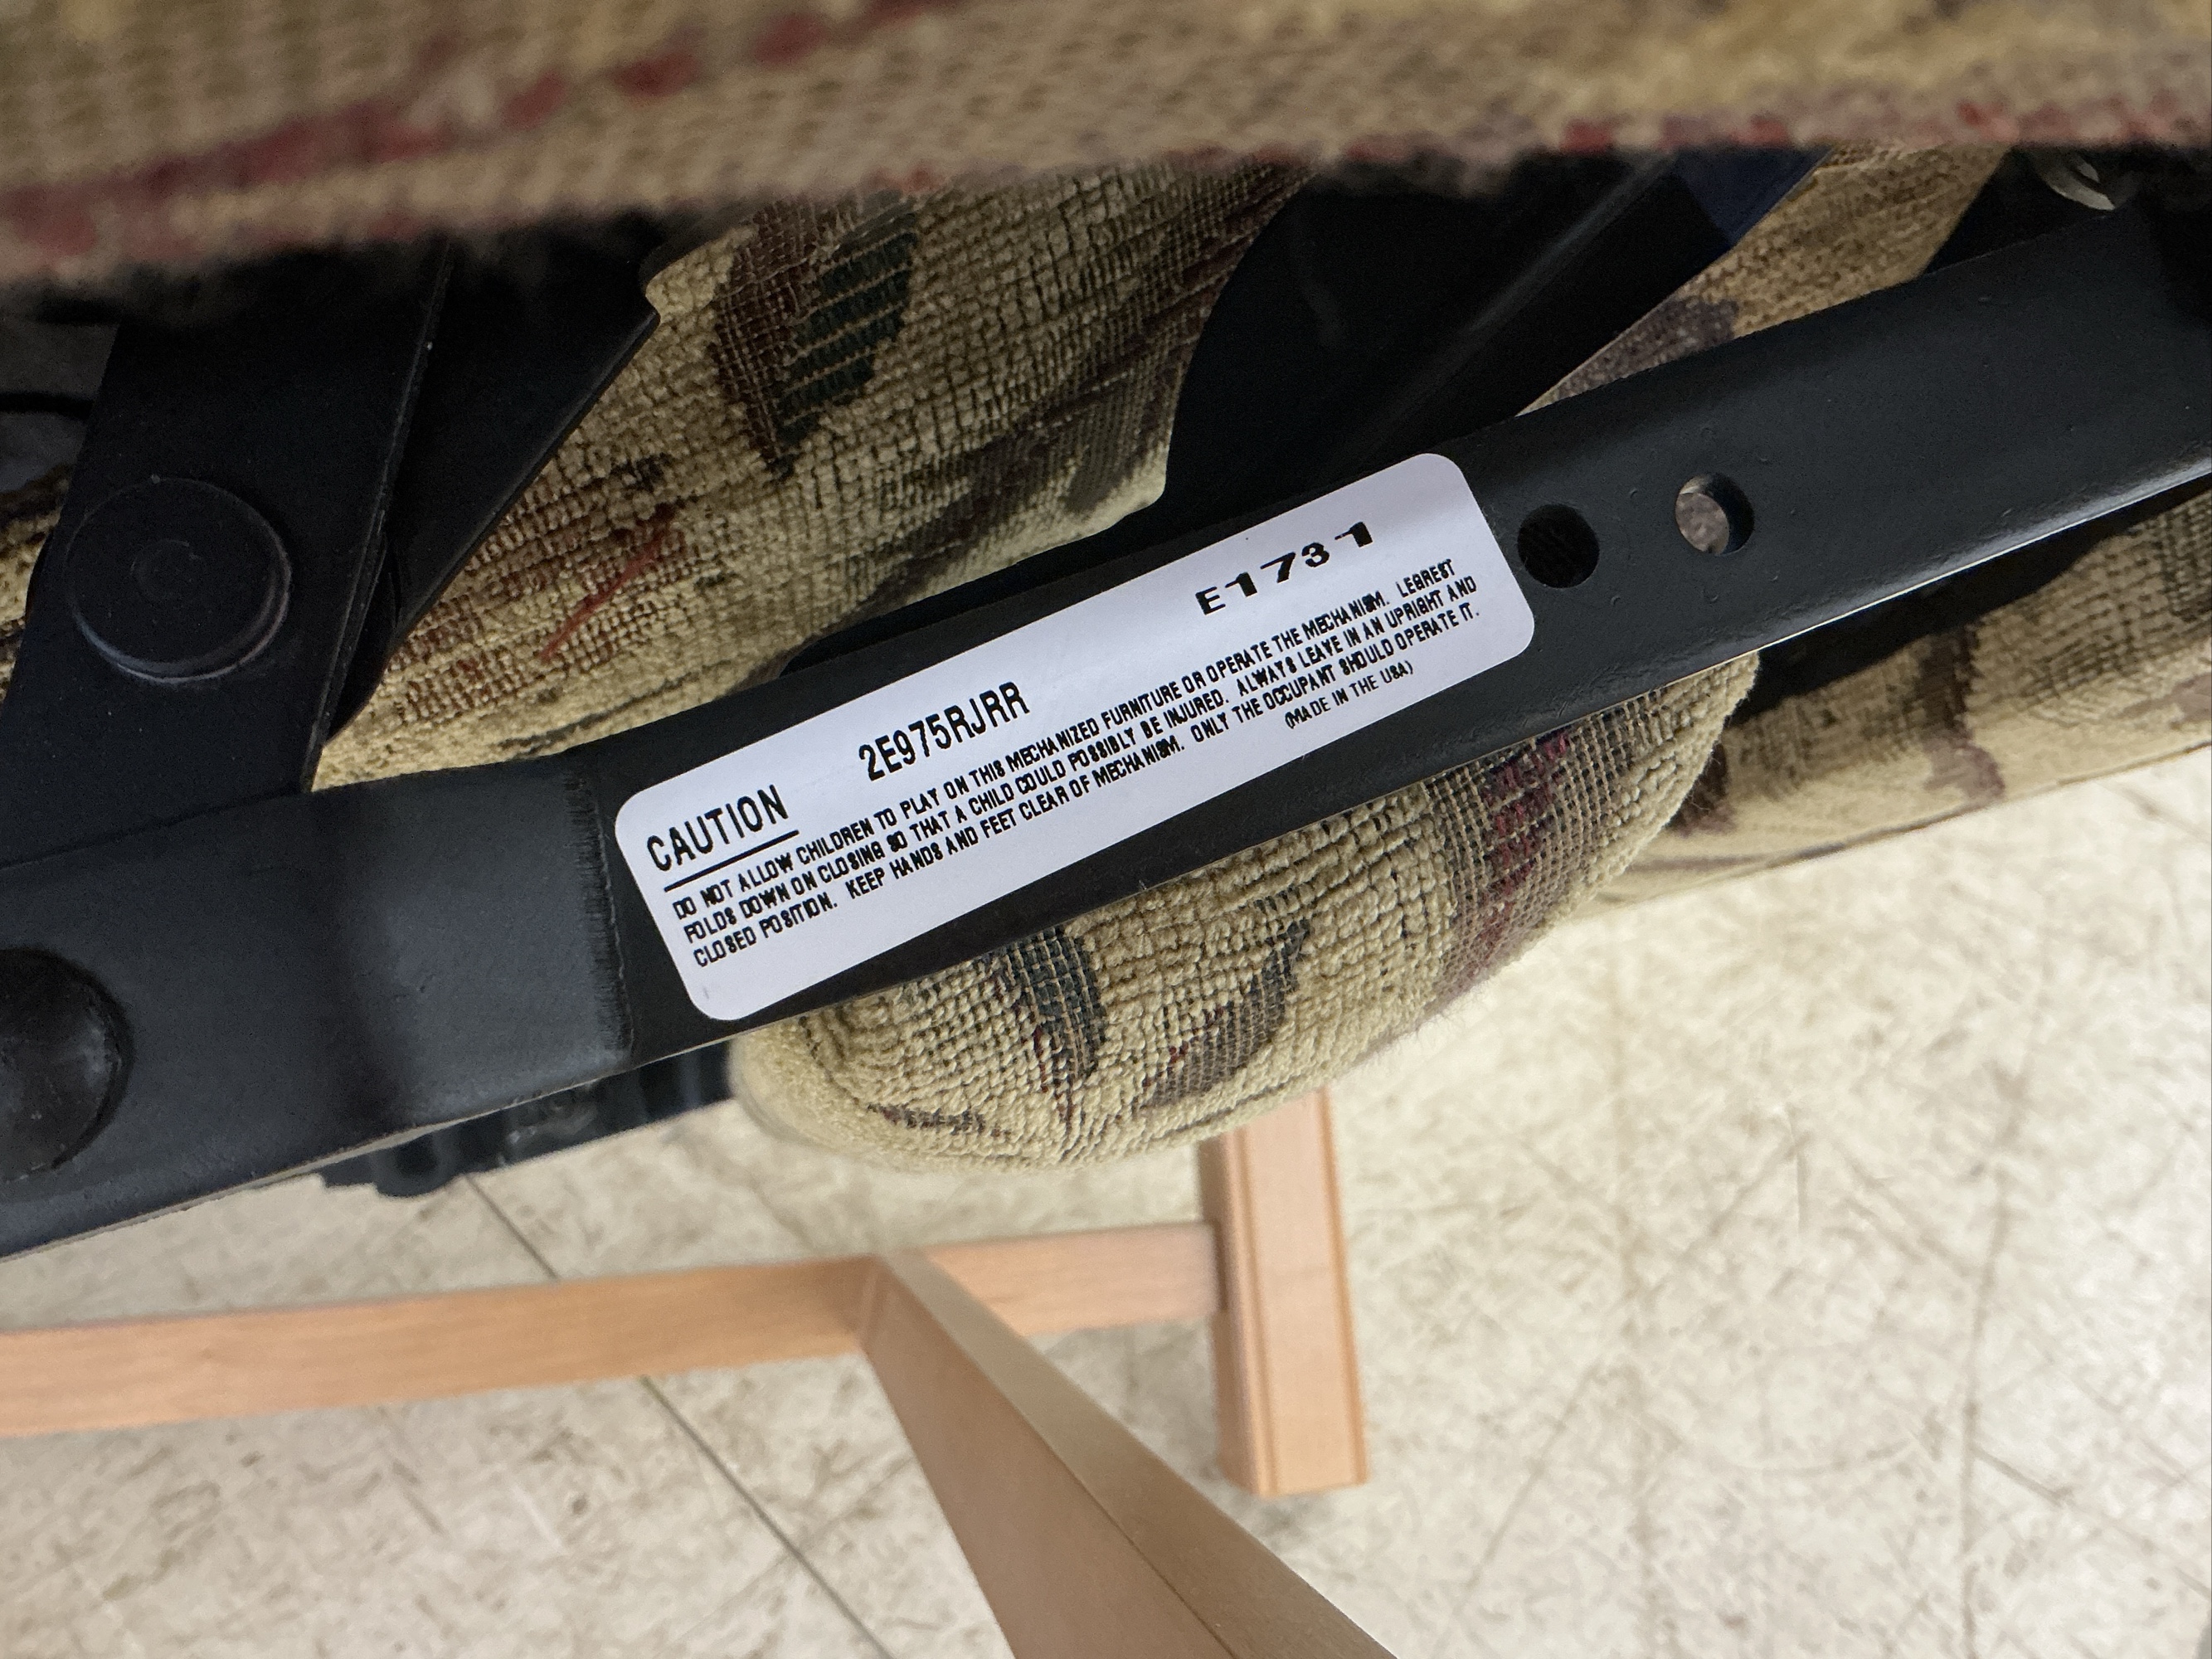 E1731
CAUTION 2E975RJRR
DO NOT ALLOW CHILDREN TO PLAY ON THIS MECHANIZED FURNITURE OR OPERATE THE MECHANISM. LEGREST
FOLDS DOWN ON CLOSING SO THAT A CHILD COULD POSSIBLY BE INJURED. ALWAYS LEAVE IN AN UPRIGHT AND
CLOSED POSITION. KEEP HANDS AND FEET CLEAR OF MECHANISM. ONLY THE OCCUPANT SHOULD OPERATE IT.
(MADE IN THE USA)